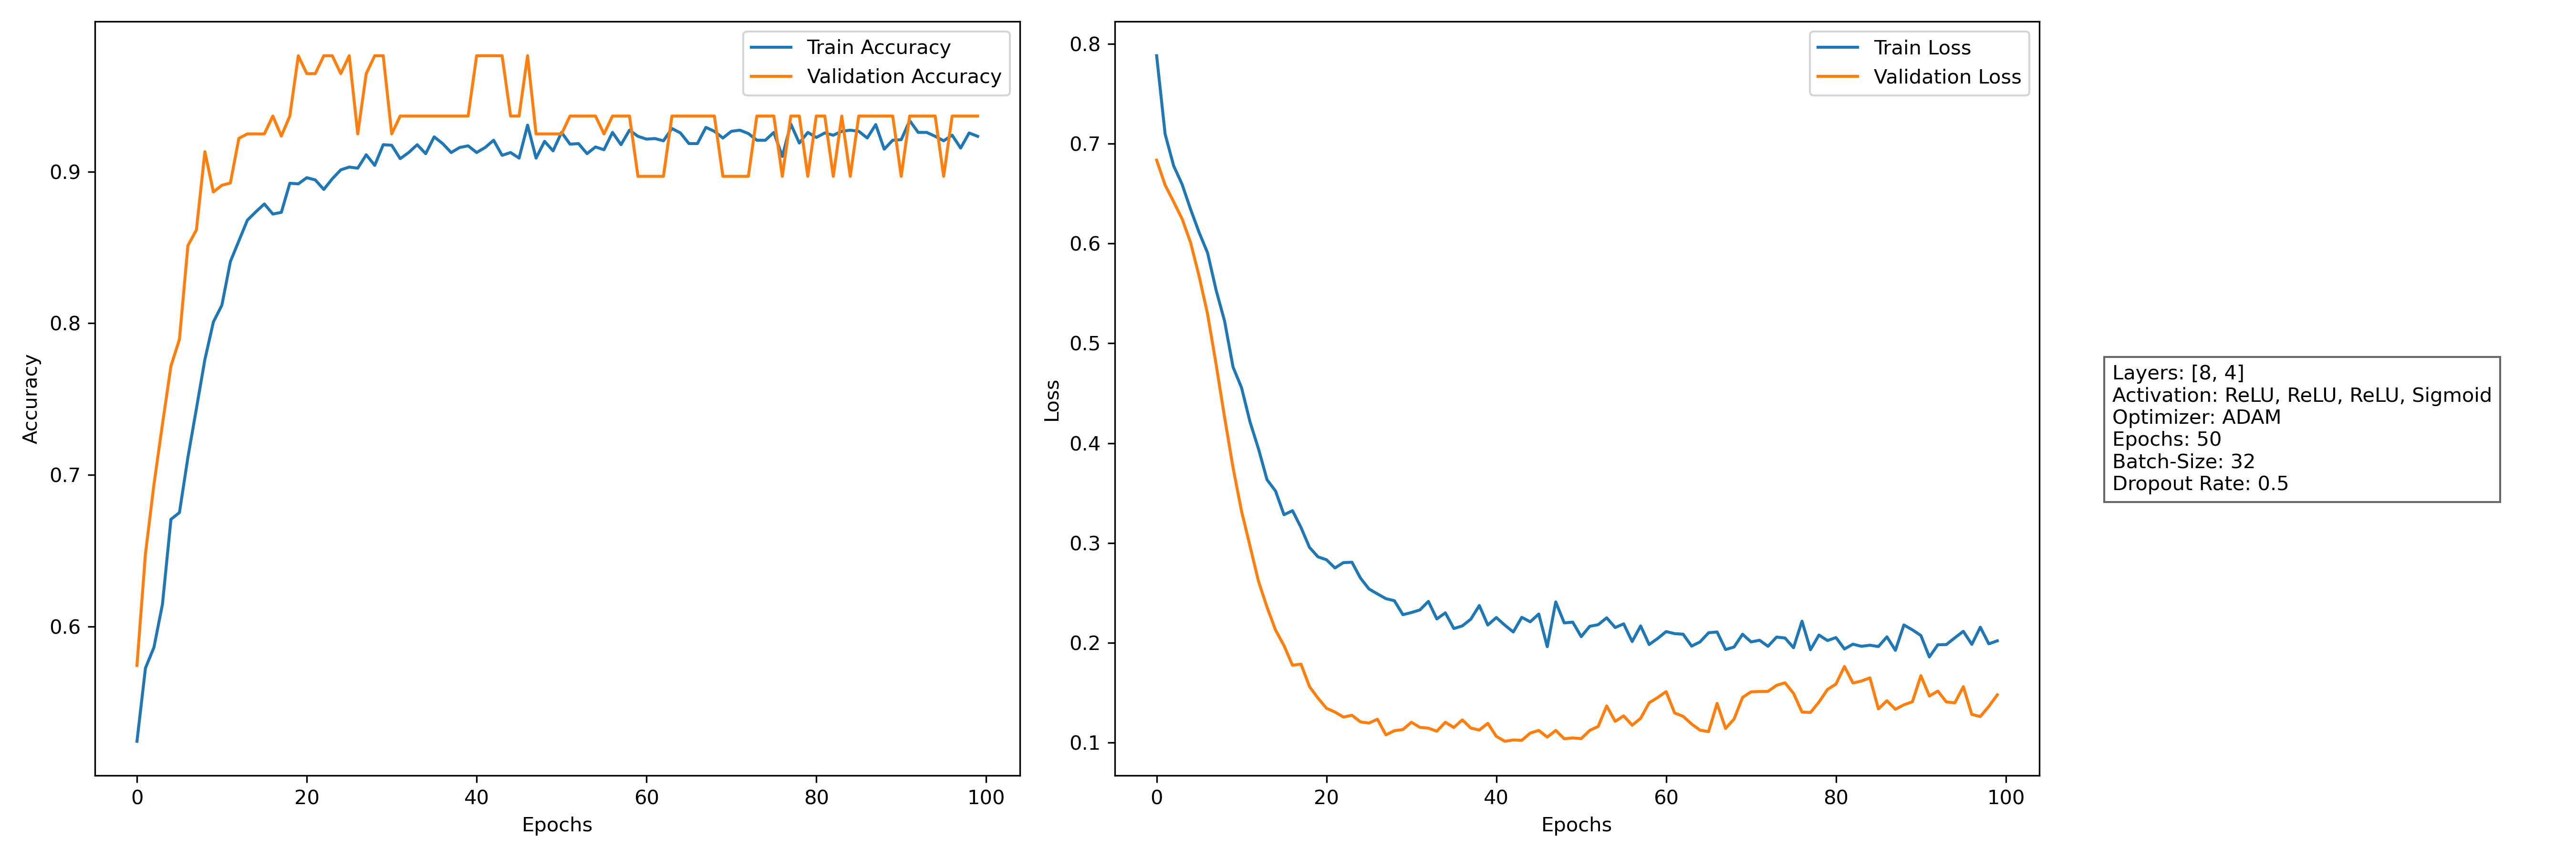 Train Accuracy
Validation Accuracy
0.9
0.8
0.7
0.6
Accuracy
0 20 40 60 80 100
Epochs
Train Loss
Validation Loss
0.8
0.7
0.6
0.5
0.4
0.3
0.2
0.1
Loss
0 20 40 60 80 100
Epochs
Layers: [8, 4]
Activation: ReLU, ReLU, ReLU, Sigmoid
Optimizer: ADAM
Epochs: 50
Batch-Size: 32
Dropout Rate: 0.5